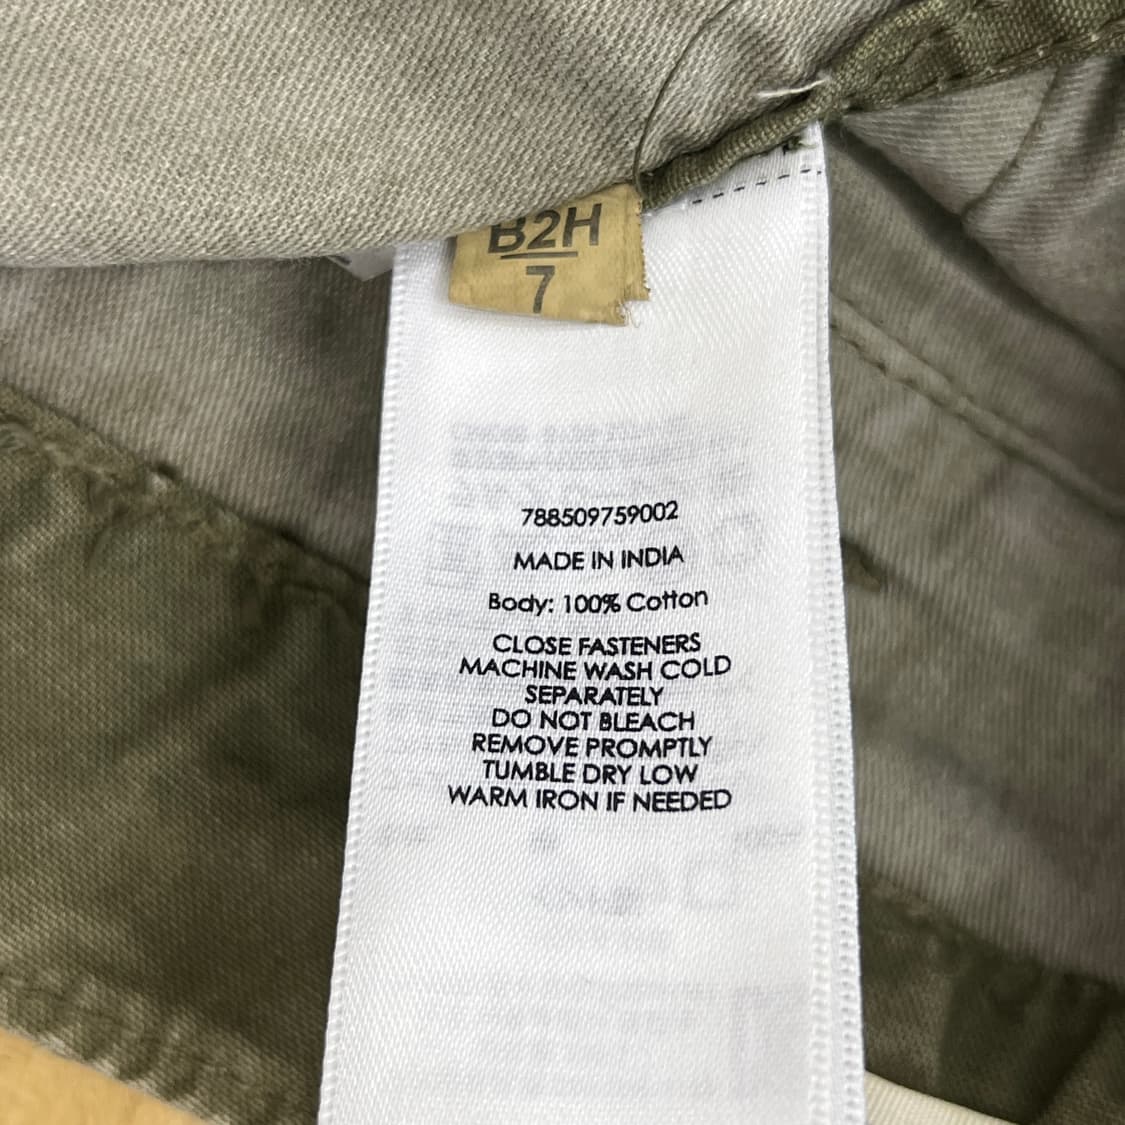 B2H
7
788509759002
MADE IN INDIA
Body: 100% Cotton
CLOSE FASTENERS
MACHINE WASH COLD
SEPARATELY
DO NOT BLEACH
REMOVE PROMPTLY
TUMBLE DRY LOW
WARM IRON IF NEEDED